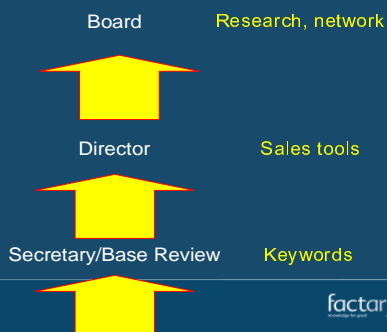 Board Research, network
Director Sales tools
Secretary/Base Review Keywords
factar